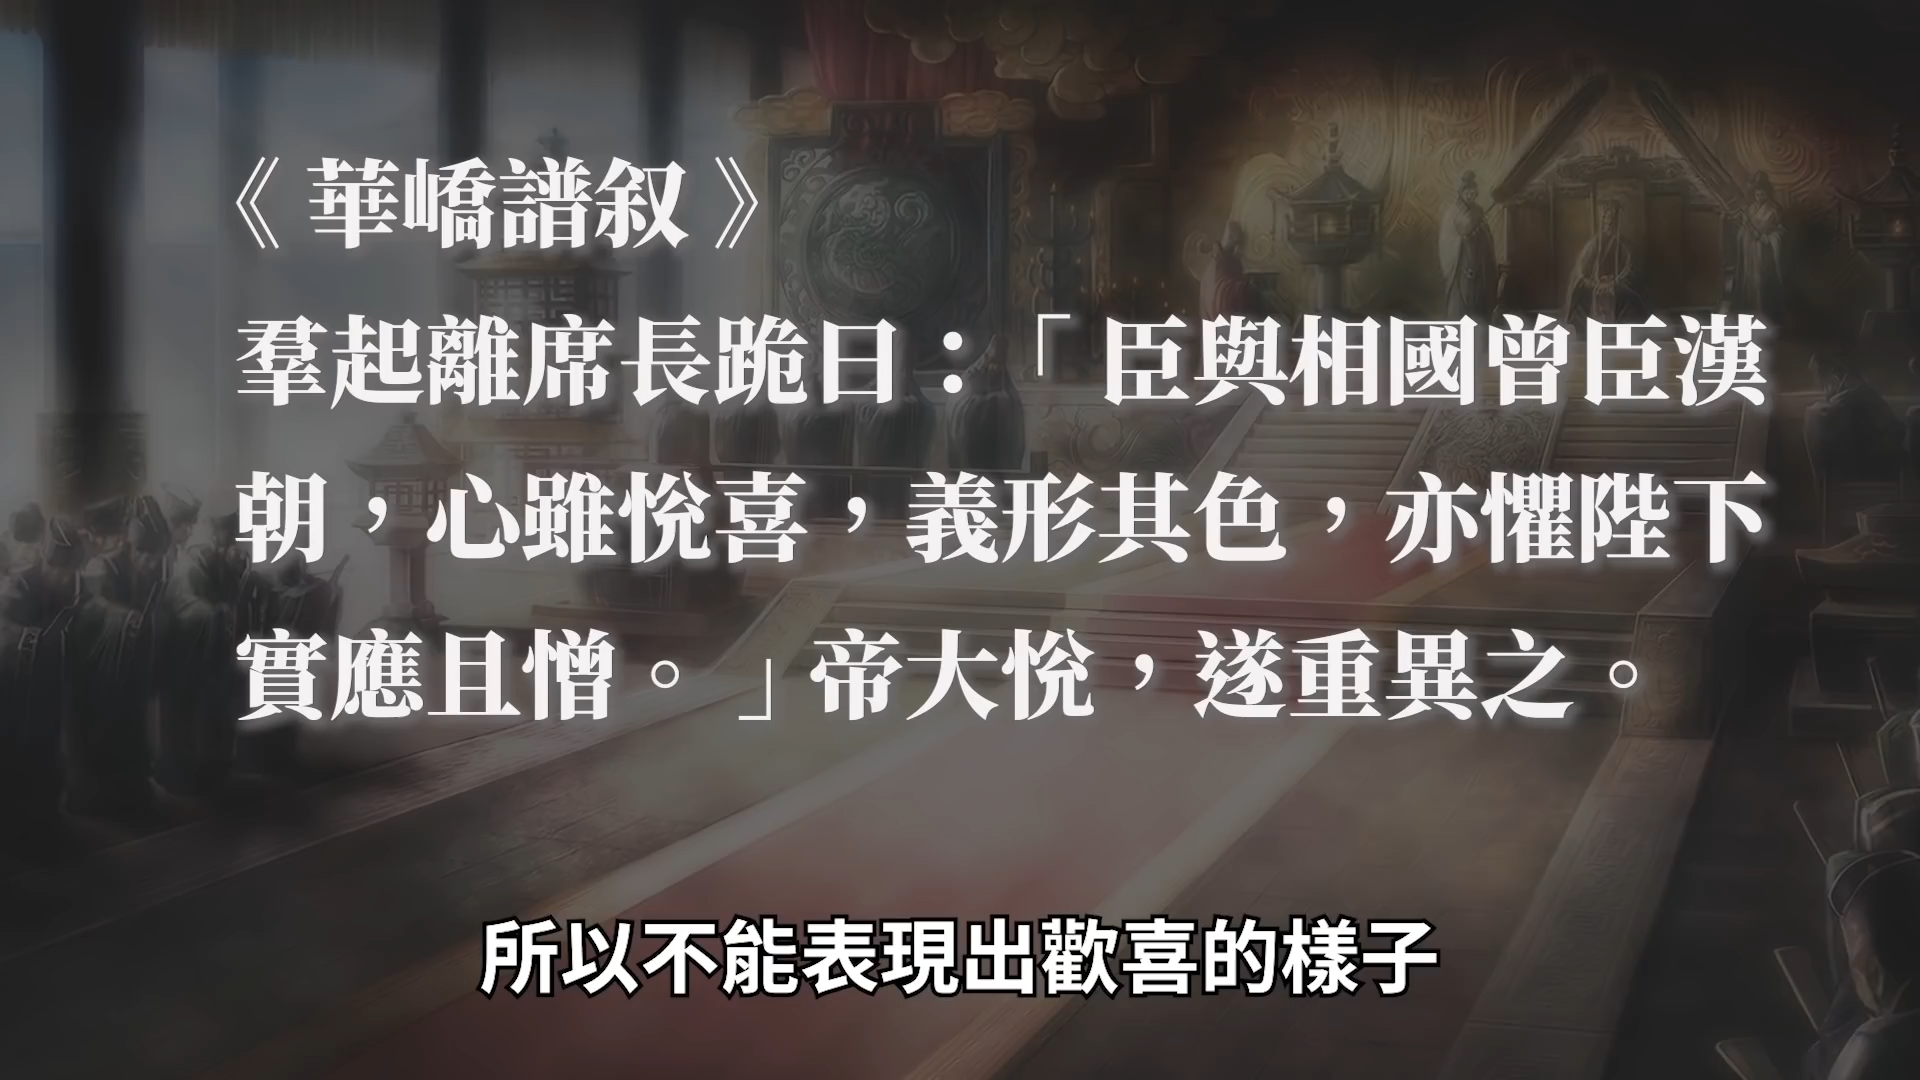 《華嶠譜叙》
羣起離席長跪曰：「臣與相國曾臣漢
朝，心雖悅喜，義形其色，亦懼陛下
實應且憎。」帝大悅，遂重異之。
所以不能表現出歡喜的樣子